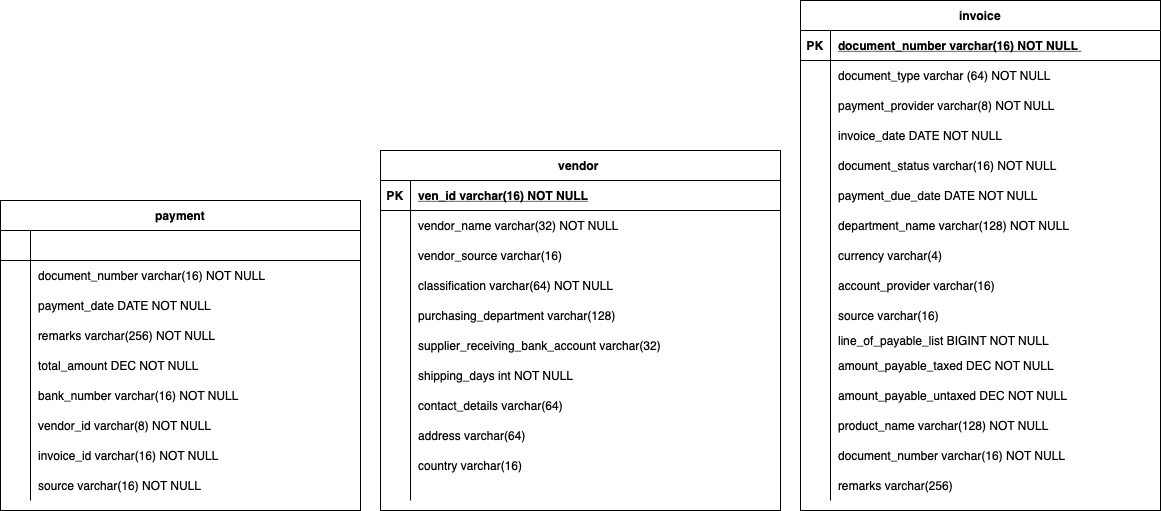 payment
document_number varchar(16) NOT NULL
payment_date DATE NOT NULL
remarks varchar(256) NOT NULL
total_amount DEC NOT NULL
bank_number varchar(16) NOT NULL
vendor_id varchar(8) NOT NULL
invoice_id varchar(16) NOT NULL
source varchar(16) NOT NULL
vendor
PK ven_id varchar(16) NOT NULL
vendor_name varchar(32) NOT NULL
vendor_source varchar(16)
classification varchar(64) NOT NULL
purchasing_department varchar(128)
supplier_receiving_bank_account varchar(32)
shipping_days int NOT NULL
contact_details varchar(64)
address varchar(64)
country varchar(16)
invoice
PK document_number varchar(16) NOT NULL
document_type varchar (64) NOT NULL
payment_provider varchar(8) NOT NULL
invoice_date DATE NOT NULL
document_status varchar(16) NOT NULL
payment_due_date DATE NOT NULL
department_name varchar(128) NOT NULL
currency varchar(4)
account_provider varchar(16)
source varchar(16)
line_of_payable_list BIGINT NOT NULL
amount_payable_taxed DEC NOT NULL
amount_payable_untaxed DEC NOT NULL
product_name varchar(128) NOT NULL
document_number varchar(16) NOT NULL
remarks varchar(256)